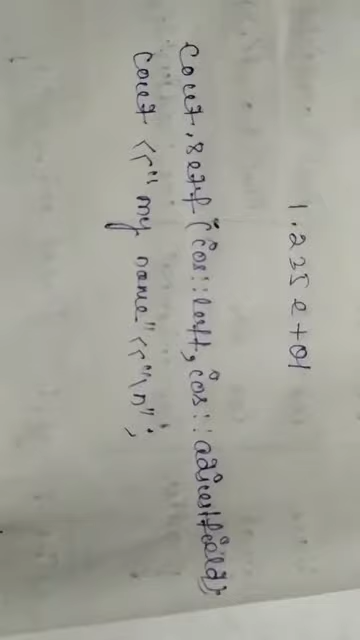 1.235e+01
cout.setf(ios::left, ios::adjustfield);
cout <<"my name"<<"\n";